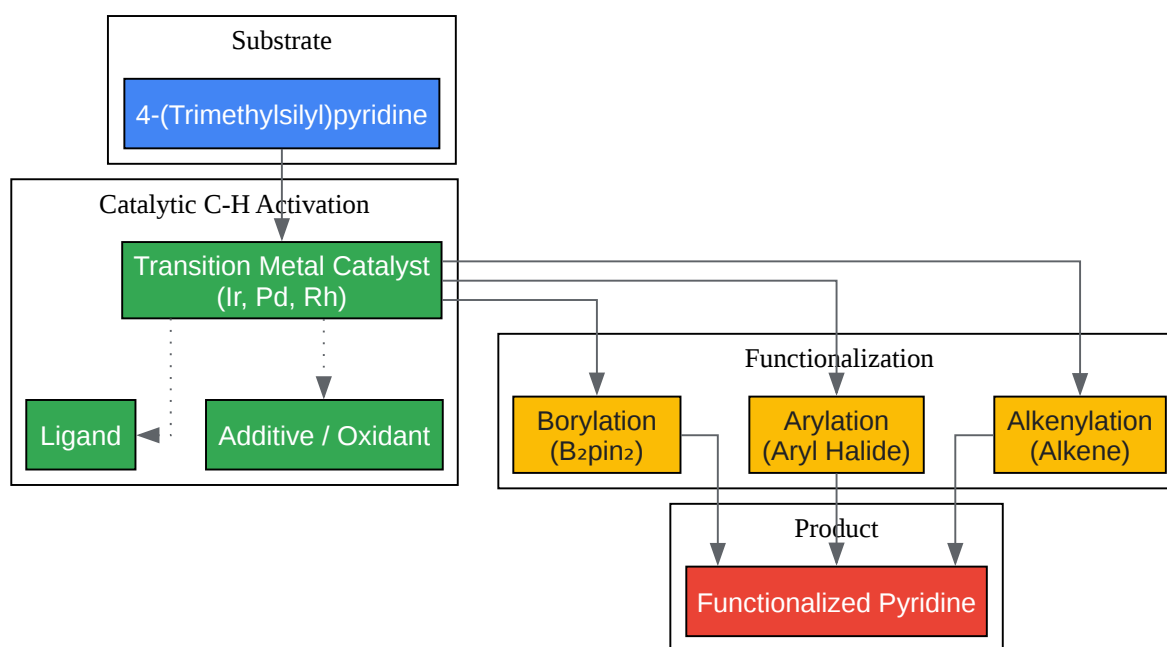 Substrate
4-(Trimethylsilyl)pyridine
Catalytic C-H Activation
Transition Metal Catalyst
(Ir, Pd, Rh)
Ligand
Additive / Oxidant
Functionalization
Borylation
(B₂pin₂)
Arylation
(Aryl Halide)
Alkenylation
(Alkene)
Product
Functionalized Pyridine